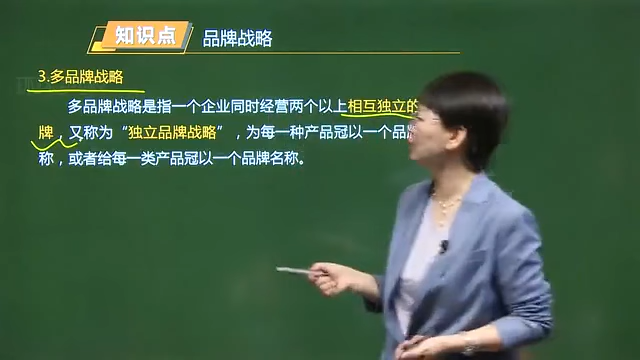 知识点 品牌战略
3.多品牌战略
多品牌战略是指一个企业同时经营两个以上相互独立的
牌，又称为“独立品牌战略”，为每一种产品冠以一个品牌
称，或者给每一类产品冠以一个品牌名称。